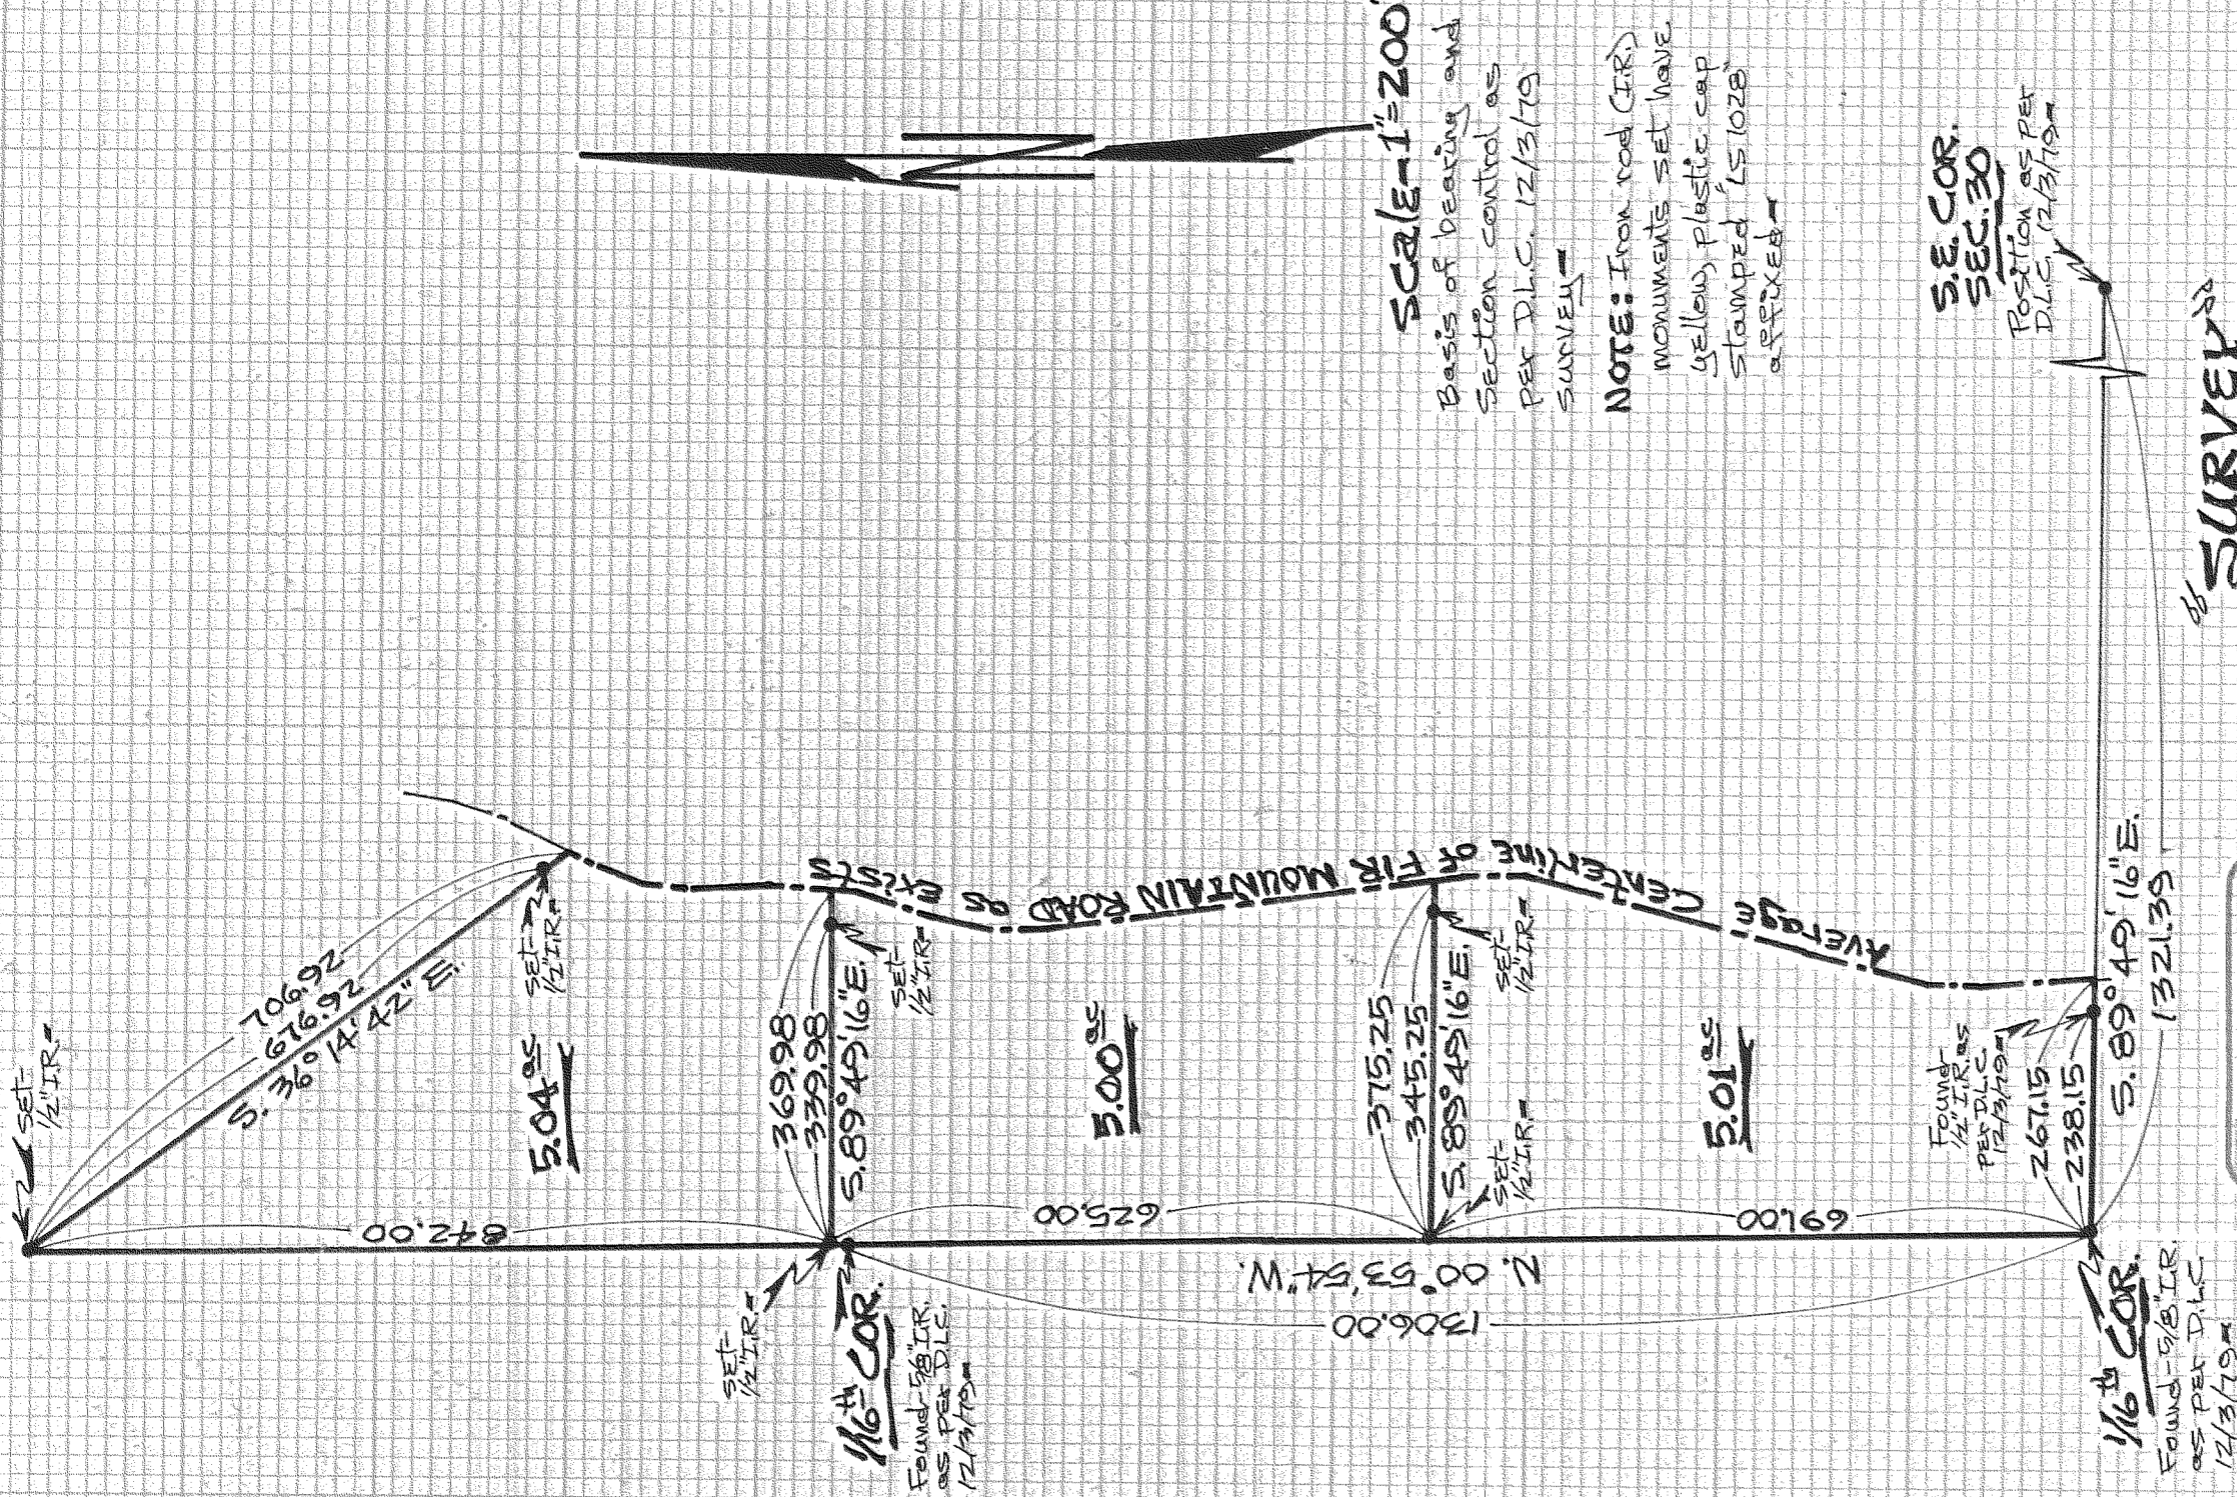 SET-
1/2" I.R.
706.92
676.92
S. 36° 14' 42" E.
SET-
1/2" I.R.
842.00
5.04 ac
SET-
1/2" I.R.
369.98
339.98
S. 89° 49' 16" E.
SET-
1/2" I.R.
1/16th COR.
Found-5/8" I.R.
as per D.L.C.
12/3/79
625.00
5.00 ac
N. 00° 53' 54" W.
1306.00
375.25
345.25
S. 89° 49' 16" E.
SET-
1/2" I.R.
SET-
1/2" I.R.
AVERAGE CENTERLINE OF FIR MOUNTAIN ROAD as EXISTS
691.00
5.01 ac
Found-
1/2" I.R. as
per D.L.C.
12/3/79
267.15
238.15
S. 89° 49' 16" E.
1321.39
1/16th COR.
Found-5/8" I.R.
as per D.L.C.
12/3/79
Scale-1"=200'
Basis of bearing and
Section control as
per D.L.C. 12/3/79
survey
NOTE: Iron rod (I.R.)
monuments set have
yellow, plastic cap
stamped "LS 1028"
affixed
S.E. COR.
SEC. 30
Position as per
D.L.C. 12/3/79
"SURVEY"